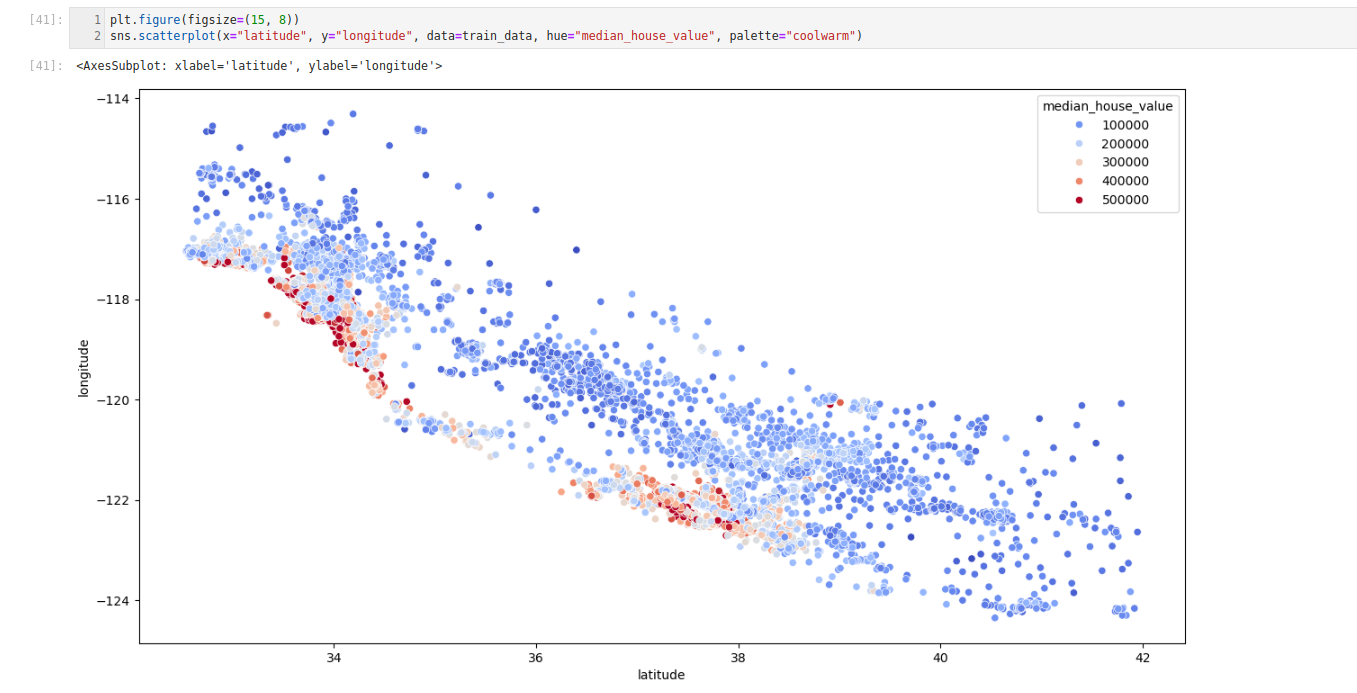 [41]: 1 plt.figure(figsize=(15, 8))
2 sns.scatterplot(x="latitude", y="longitude", data=train_data, hue="median_house_value", palette="coolwarm")
[41]: <AxesSubplot: xlabel='latitude', ylabel='longitude'>
median_house_value
100000
200000
300000
400000
500000
−114
−116
−118
−120
−122
−124
longitude
34 36 38 40 42
latitude